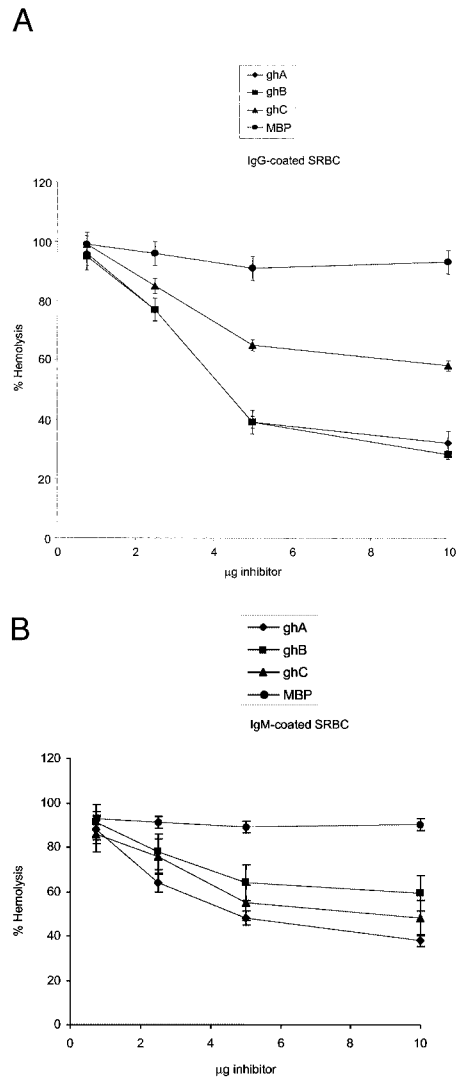 A
ghA
ghB
ghC
MBP
IgG-coated SRBC
120
100
80
60
40
20
0
% Hemolysis
0 2 4 6 8 10
μg inhibitor
B
ghA
ghB
ghC
MBP
IgM-coated SRBC
120
100
80
60
40
20
0
% Hemolysis
0 2 4 6 8 10
μg inhibitor